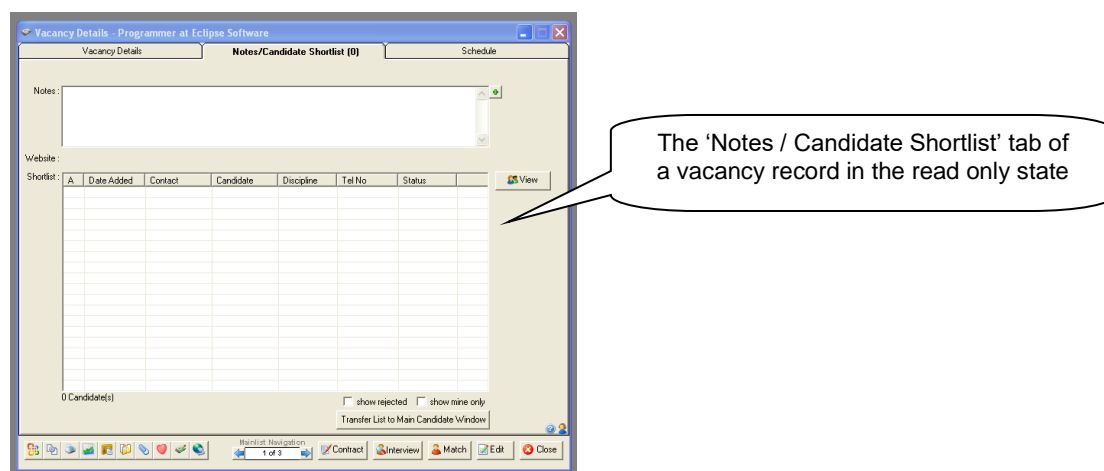 Vacancy Details - Programmer at Eclipse Software
Vacancy Details
Notes/Candidate Shortlist (0)
Schedule
Notes :
Website :
Shortlist :
A Date Added Contact Candidate Discipline Tel No Status
View
0 Candidate(s)
show rejected show mine only
Transfer List to Main Candidate Window
Mainlist Navigation
1 of 3
Contract Interview Match Edit Close
The ‘Notes / Candidate Shortlist’ tab of
a vacancy record in the read only state